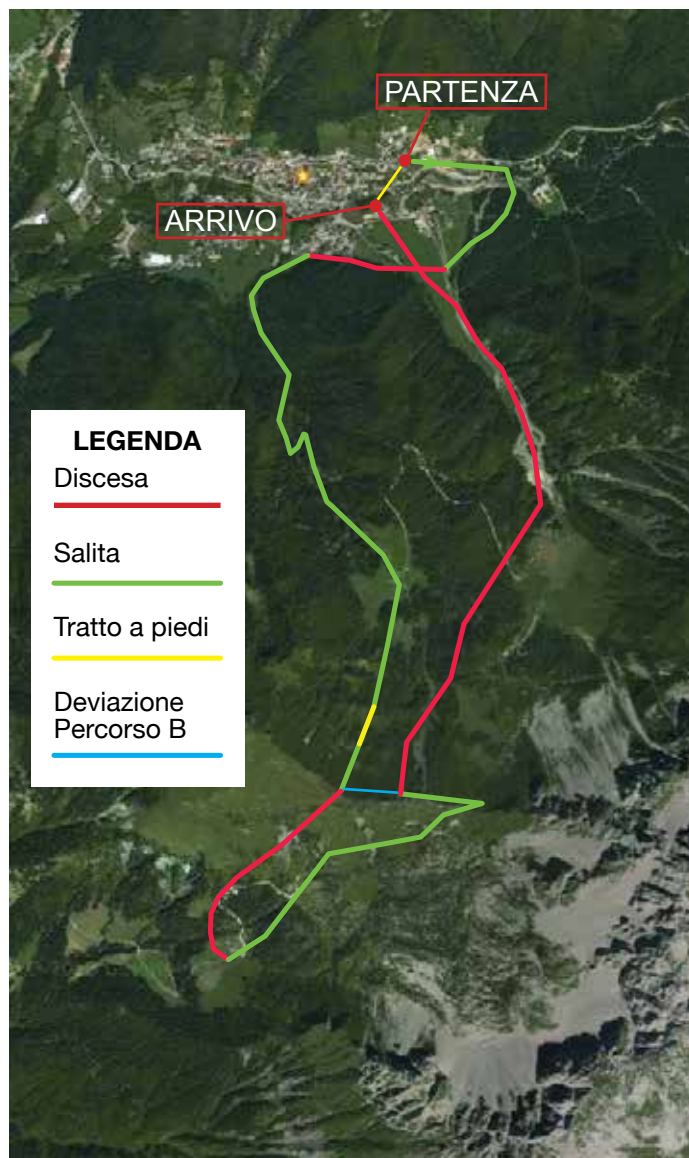 PARTENZA
ARRIVO
LEGENDA
Discesa
Salita
Tratto a piedi
Deviazione
Percorso B